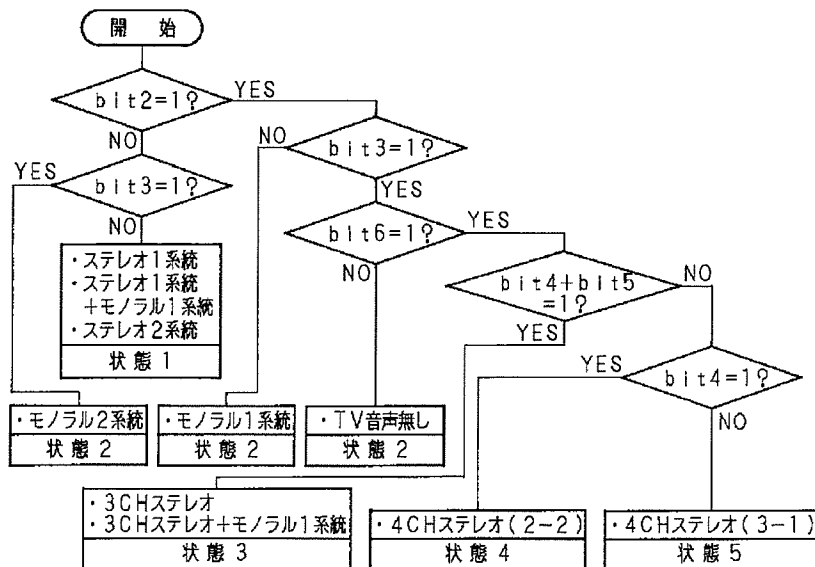 開始
bit2=1?
YES
NO
bit3=1?
NO
YES
bit3=1?
YES
NO
bit6=1?
YES
NO
・ステレオ1系統
・ステレオ1系統
+モノラル1系統
・ステレオ2系統
状態1
bit4+bit5
=1?
NO
YES
bit4=1?
YES
NO
・モノラル2系統
状態2
・モノラル1系統
状態2
・TV音声無し
状態2
・3CHステレオ
・3CHステレオ+モノラル1系統
状態3
・4CHステレオ(2-2)
状態4
・4CHステレオ(3-1)
状態5